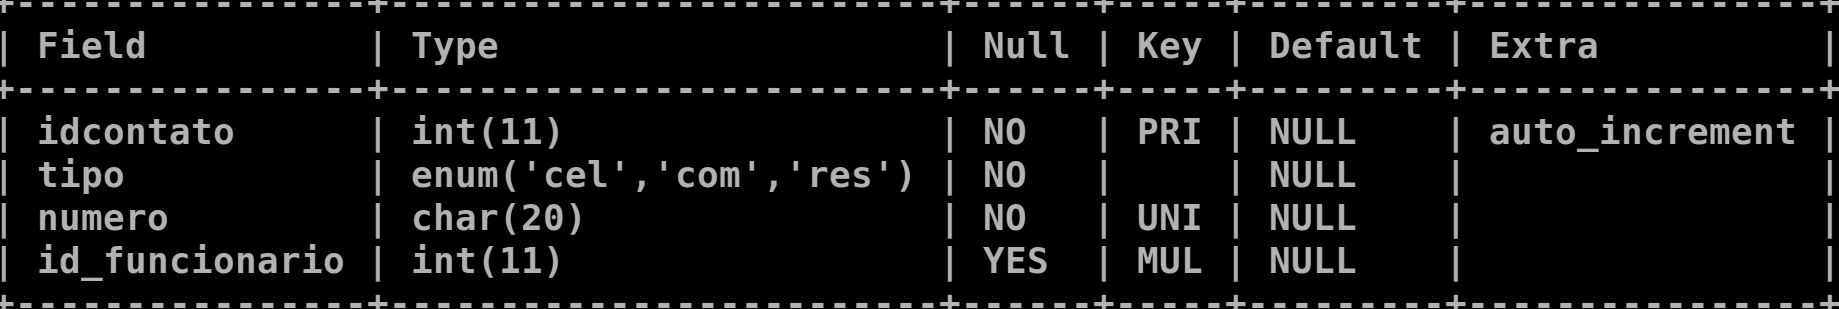 +----------------+-------------------------+------+-----+---------+----------------+
| Field          | Type                    | Null | Key | Default | Extra          |
+----------------+-------------------------+------+-----+---------+----------------+
| idcontato      | int(11)                 | NO   | PRI | NULL    | auto_increment |
| tipo           | enum('cel','com','res') | NO   |     | NULL    |                |
| numero         | char(20)                | NO   | UNI | NULL    |                |
| id_funcionario | int(11)                 | YES  | MUL | NULL    |                |
+----------------+-------------------------+------+-----+---------+----------------+